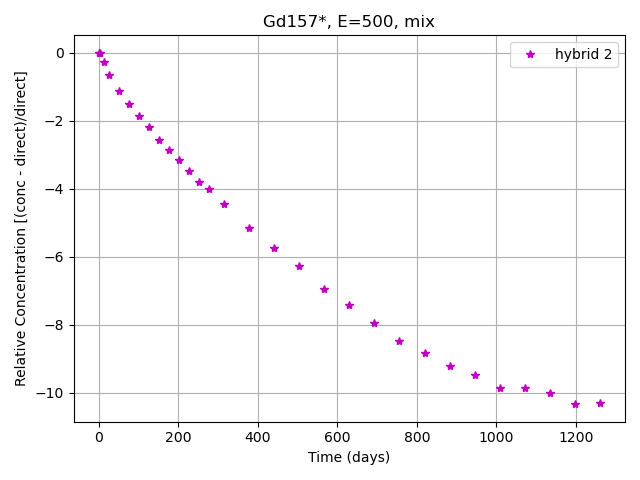 Gd157*, E=500, mix
hybrid 2
Relative Concentration [(conc - direct)/direct]
0
−2
−4
−6
−8
−10
0 200 400 600 800 1000 1200
Time (days)